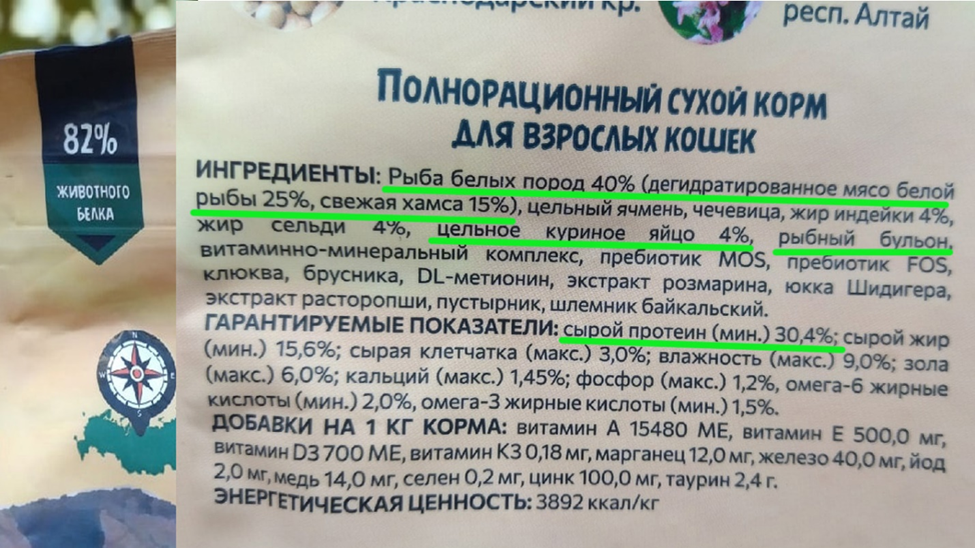 82%
ЖИВОТНОГО
БЕЛКА
N
W
E
S
Краснодарский кр.
респ. Алтай
ПОЛНОРАЦИОННЫЙ СУХОЙ КОРМ
ДЛЯ ВЗРОСЛЫХ КОШЕК
ИНГРЕДИЕНТЫ: Рыба белых пород 40% (дегидратированное мясо белой
рыбы 25%, свежая хамса 15%), цельный ячмень, чечевица, жир индейки 4%,
жир сельди 4%, цельное куриное яйцо 4%, рыбный бульон,
витаминно-минеральный комплекс, пребиотик MOS, пребиотик FOS,
клюква, брусника, DL-метионин, экстракт розмарина, юкка Шидигера,
экстракт расторопши, пустырник, шлемник байкальский.
ГАРАНТИРУЕМЫЕ ПОКАЗАТЕЛИ: сырой протеин (мин.) 30,4%; сырой жир
(мин.) 15,6%; сырая клетчатка (макс.) 3,0%; влажность (макс.) 9,0%; зола
(макс.) 6,0%; кальций (макс.) 1,45%; фосфор (макс.) 1,2%, омега-6 жирные
кислоты (мин.) 2,0%, омега-3 жирные кислоты (мин.) 1,5%.
ДОБАВКИ НА 1 КГ КОРМА: витамин А 15480 МЕ, витамин Е 500,0 мг,
витамин D3 700 МЕ, витамин К3 0,18 мг, марганец 12,0 мг, железо 40,0 мг, йод
2,0 мг, медь 14,0 мг, селен 0,2 мг, цинк 100,0 мг, таурин 2,4 г.
ЭНЕРГЕТИЧЕСКАЯ ЦЕННОСТЬ: 3892 ккал/кг